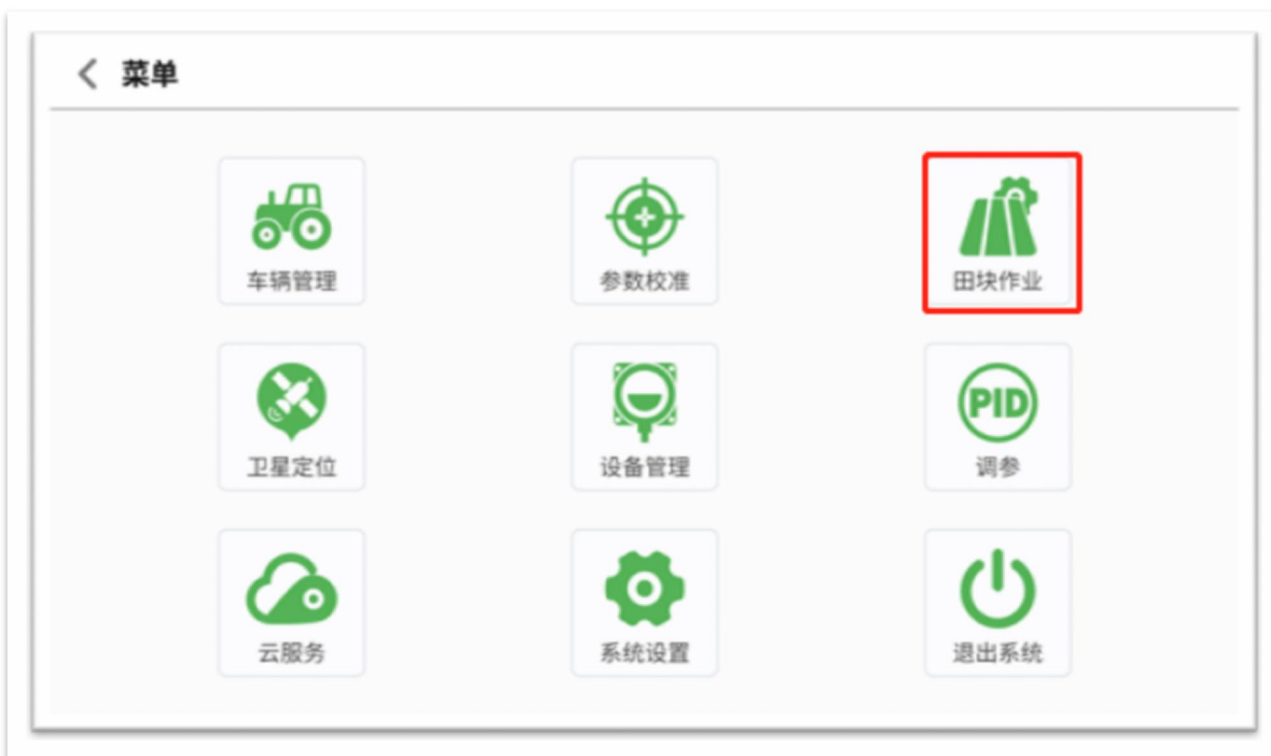 菜单
车辆管理
参数校准
田块作业
卫星定位
设备管理
PID
调参
云服务
系统设置
退出系统